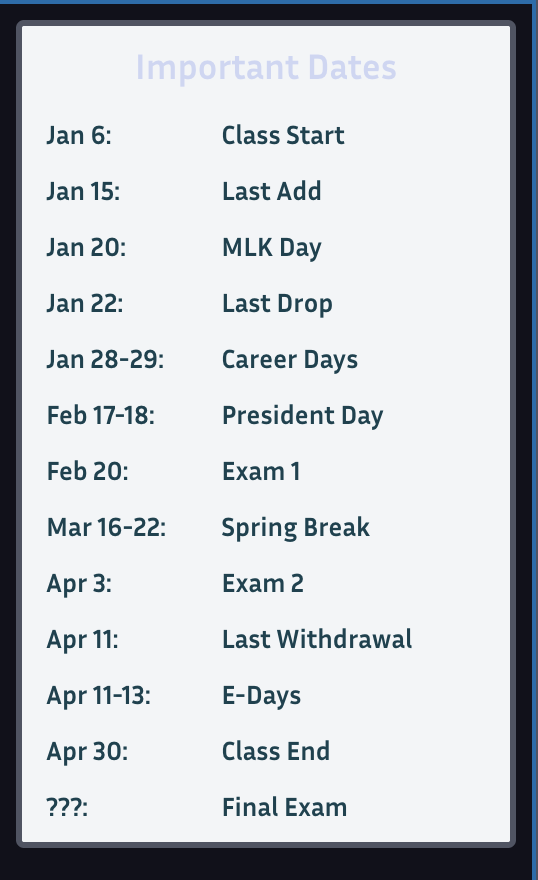 Important Dates
Jan 6: Class Start
Jan 15: Last Add
Jan 20: MLK Day
Jan 22: Last Drop
Jan 28-29: Career Days
Feb 17-18: President Day
Feb 20: Exam 1
Mar 16-22: Spring Break
Apr 3: Exam 2
Apr 11: Last Withdrawal
Apr 11-13: E-Days
Apr 30: Class End
???: Final Exam